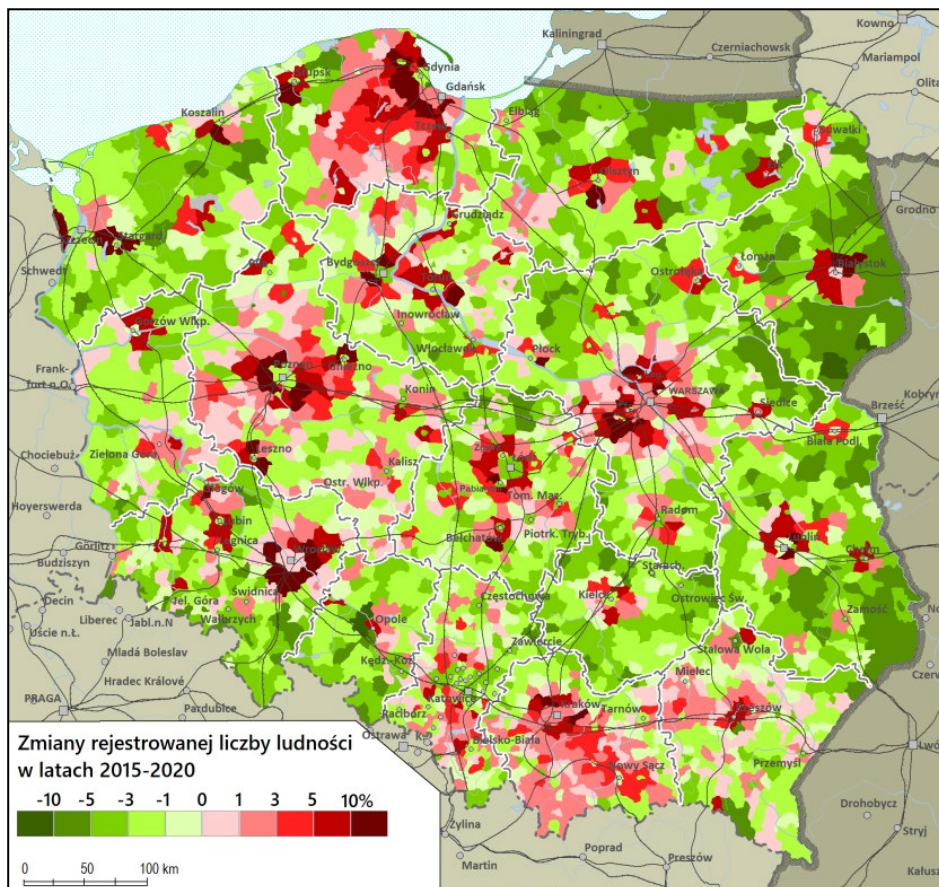 Kowno
Kaliningrad
Czerniachowsk
Mariampol
Olita
Słupsk
Gdynia
Gdańsk
Koszalin
Elbląg
Suwałki
Tczew
Ełk
Olsztyn
Grodno
Szczecin
Stargard
Grudziądz
Schwedt
Piła
Bydgoszcz
Toruń
Ostrołęka
Łomża
Białystok
Gorzów Wlkp.
Inowrocław
Włocławek
Płock
Frank-
furt n.O.
Poznań
Gniezno
Konin
WARSZAWA
Siedlce
Kobryń
Brześć
Biała Podl.
Chociebuż
Zielona Góra
Leszno
Kalisz
Ostr. Wlkp.
Zgierz
Łódź
Pabianice
Tom. Maz.
Hoyerswerda
Głogów
Lubin
Legnica
Bełchatów
Piotrk. Tryb.
Radom
Lublin
Chełm
Görlitz
Budziszyn
Wrocław
Starach.
Decin
Liberec
Jabl.n.N
Uście n.Ł.
Jel. Góra
Świdnica
Wałbrzych
Opole
Częstochowa
Kielce
Ostrowiec Św.
Zamość
Mladá Boleslav
Hradec Králové
Kędz.-Koź.
Zawiercie
Stalowa Wola
Mielec
PRAGA
Pardubice
Racibórz
Katowice
Kraków
Tarnów
Rzeszów
Ostrawa
Bielsko-Biała
Nowy Sącz
Przemyśl
Zmiany rejestrowanej liczby ludności
w latach 2015-2020
-10 -5 -3 -1 0 1 3 5 10%
0 50 100 km
Żylina
Martin
Poprad
Preszów
Drohobycz
Stryj
Kałusz